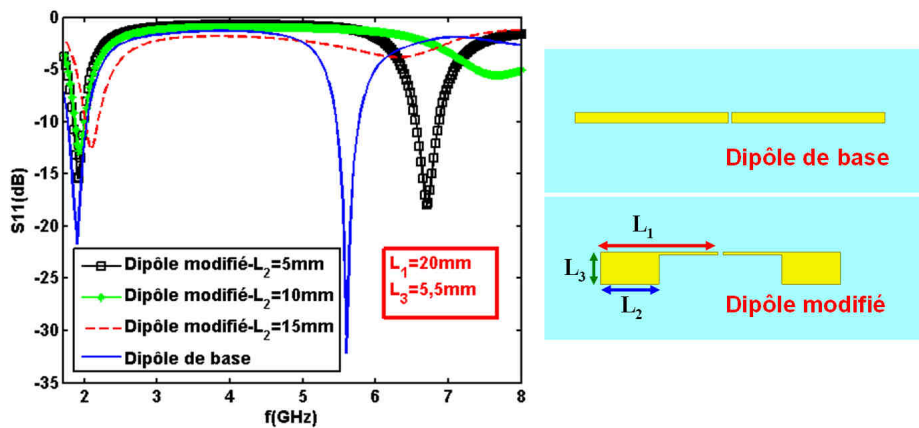 0
-5
-10
-15
-20
-25
-30
-35
S11(dB)
2
3
4
5
6
7
8
f(GHz)
Dipôle modifié-L₂=5mm
Dipôle modifié-L₂=10mm
Dipôle modifié-L₂=15mm
Dipôle de base
L₁=20mm
L₃=5,5mm
Dipôle de base
L₁
L₃
L₂
Dipôle modifié